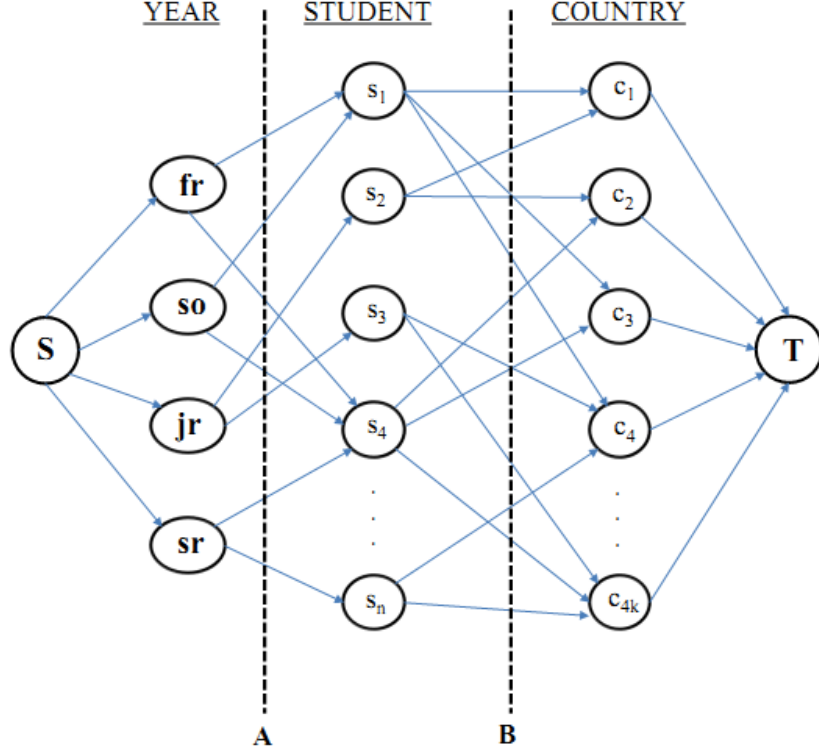 YEAR STUDENT COUNTRY
s1 c1
fr s2 c2
so s3 c3
S T
jr s4 c4
sr
sn c4k
A B